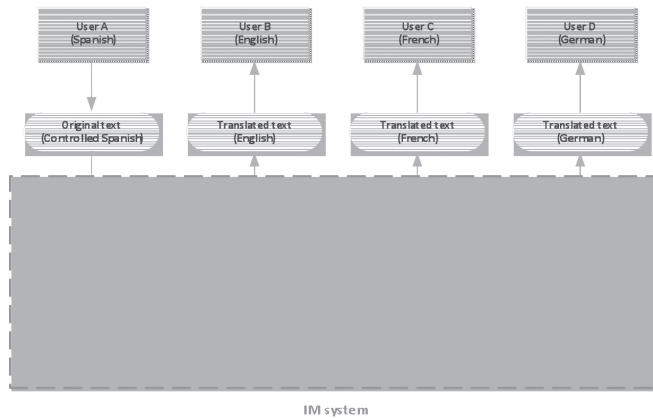 User A
(Spanish)
User B
(English)
User C
(French)
User D
(German)
Original text
(Controlled Spanish)
Translated text
(English)
Translated text
(French)
Translated text
(German)
IM system